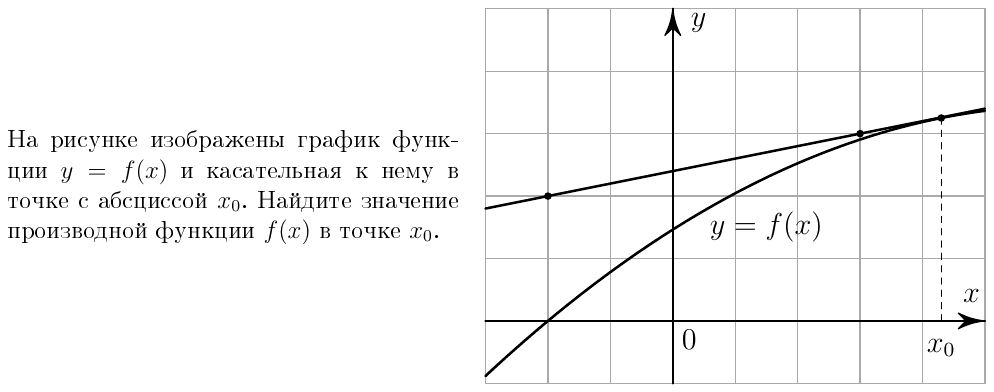 На рисунке изображены график функ-
ции y = f(x) и касательная к нему в
точке с абсциссой x₀. Найдите значение
производной функции f(x) в точке x₀.
y
y = f(x)
x
0
x₀